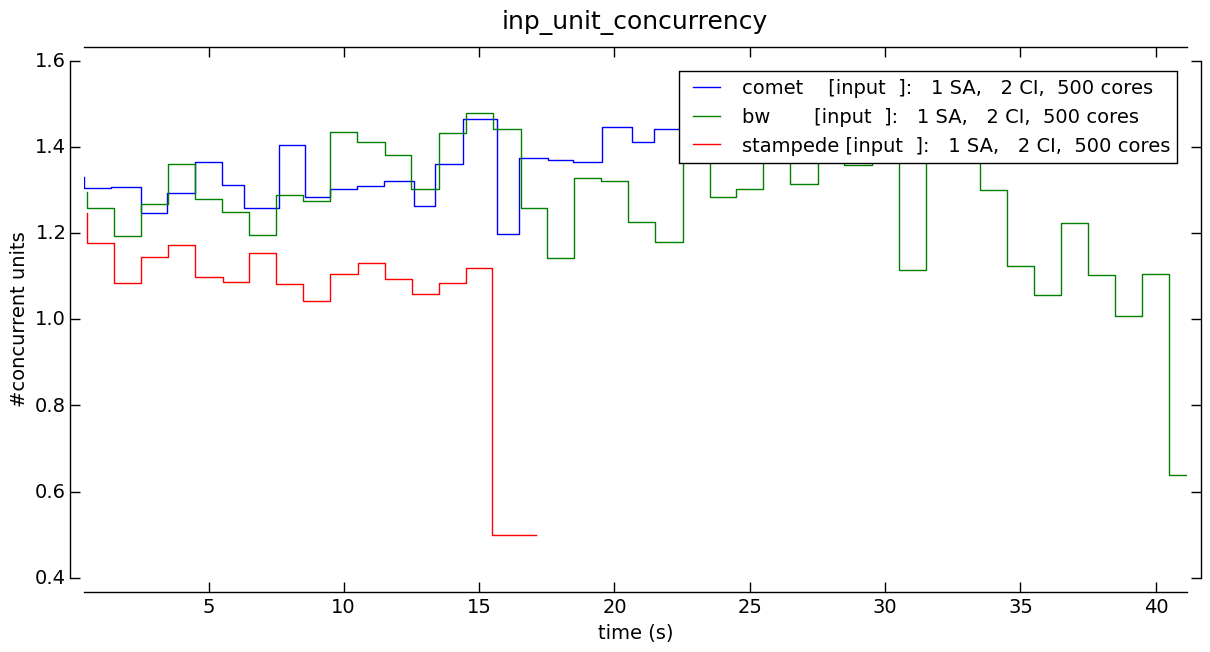 inp_unit_concurrency
1.6
1.4
1.2
1.0
0.8
0.6
0.4
#concurrent units
comet [input ]: 1 SA, 2 CI, 500 cores
bw [input ]: 1 SA, 2 CI, 500 cores
stampede [input ]: 1 SA, 2 CI, 500 cores
5 10 15 20 25 30 35 40
time (s)